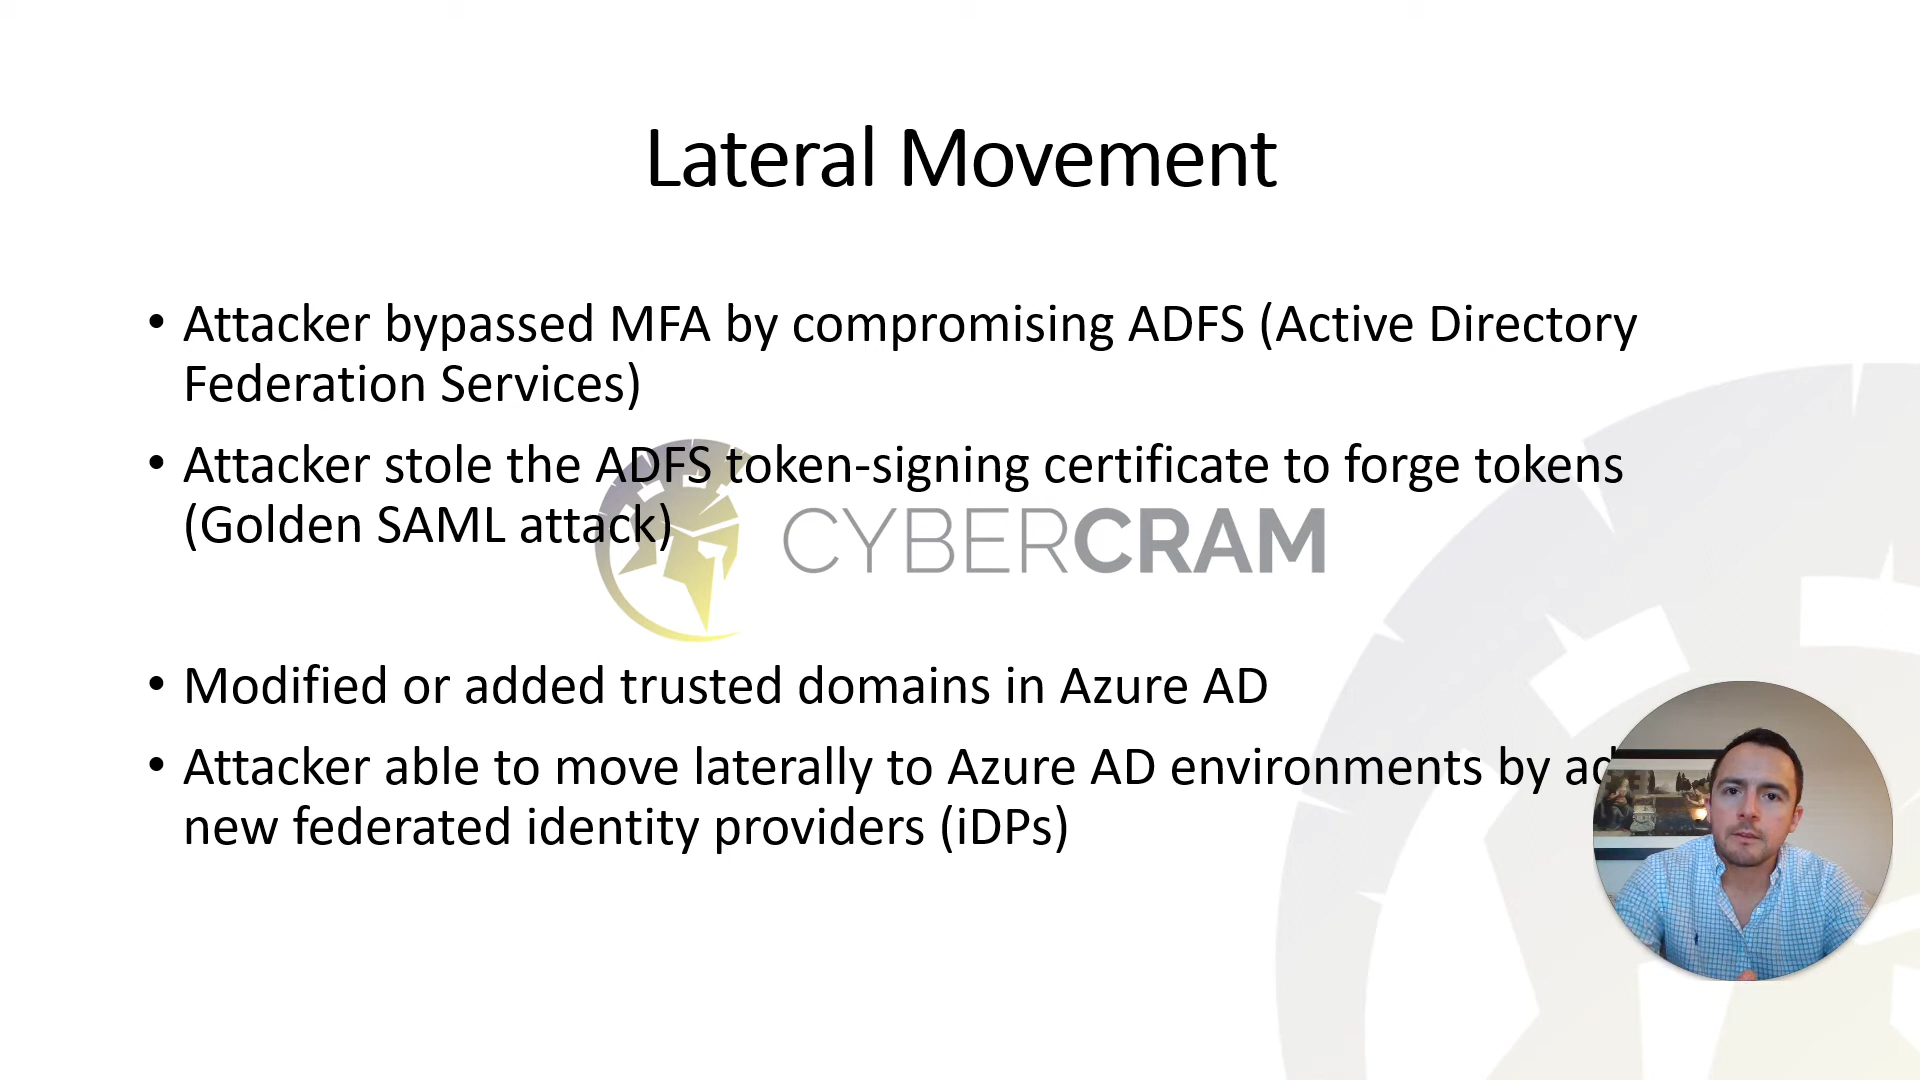 Lateral Movement
• Attacker bypassed MFA by compromising ADFS (Active Directory
Federation Services)
• Attacker stole the ADFS token-signing certificate to forge tokens
(Golden SAML attack)
CYBERCRAM
• Modified or added trusted domains in Azure AD
• Attacker able to move laterally to Azure AD environments by
new federated identity providers (iDPs)